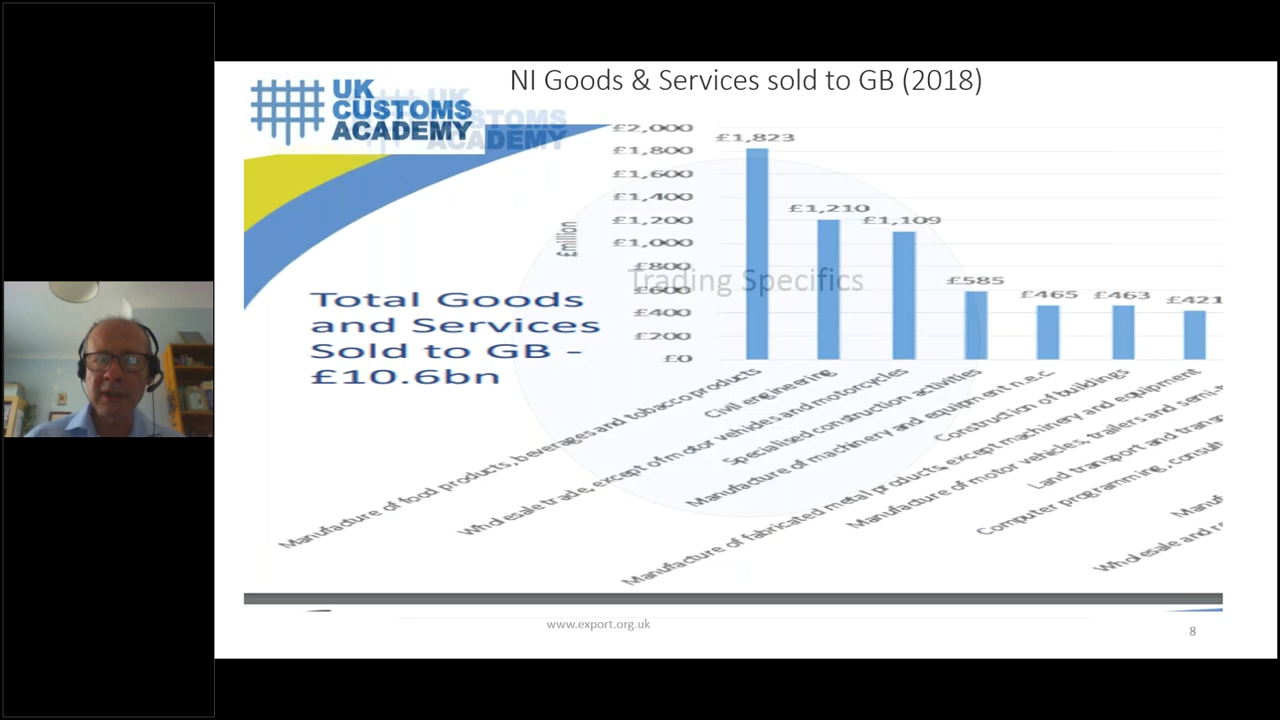 NI Goods & Services sold to GB (2018)
UK
CUSTOMS
ACADEMY
UK
CUSTOMS
ACADEMY
£2,000
£1,800
£1,600
£1,400
£1,200
£1,000
£800
£600
£400
£200
£0
£million
£1,823
£1,210
£1,109
£585
£465
£463
£421
Trading Specifics
Total Goods
and Services
Sold to GB –
£10.6bn
Manufacture of food products, beverages and tobacco products
Civil engineering
Wholesale trade, except of motor vehicles and motorcycles
Specialised construction activities
Manufacture of machinery and equipment n.e.c.
Construction of buildings
Manufacture of fabricated metal products, except machinery and equipment
Manufacture of motor vehicles, trailers and semi-
Land transport and
Computer programming,
Wholesale and
www.export.org.uk
8